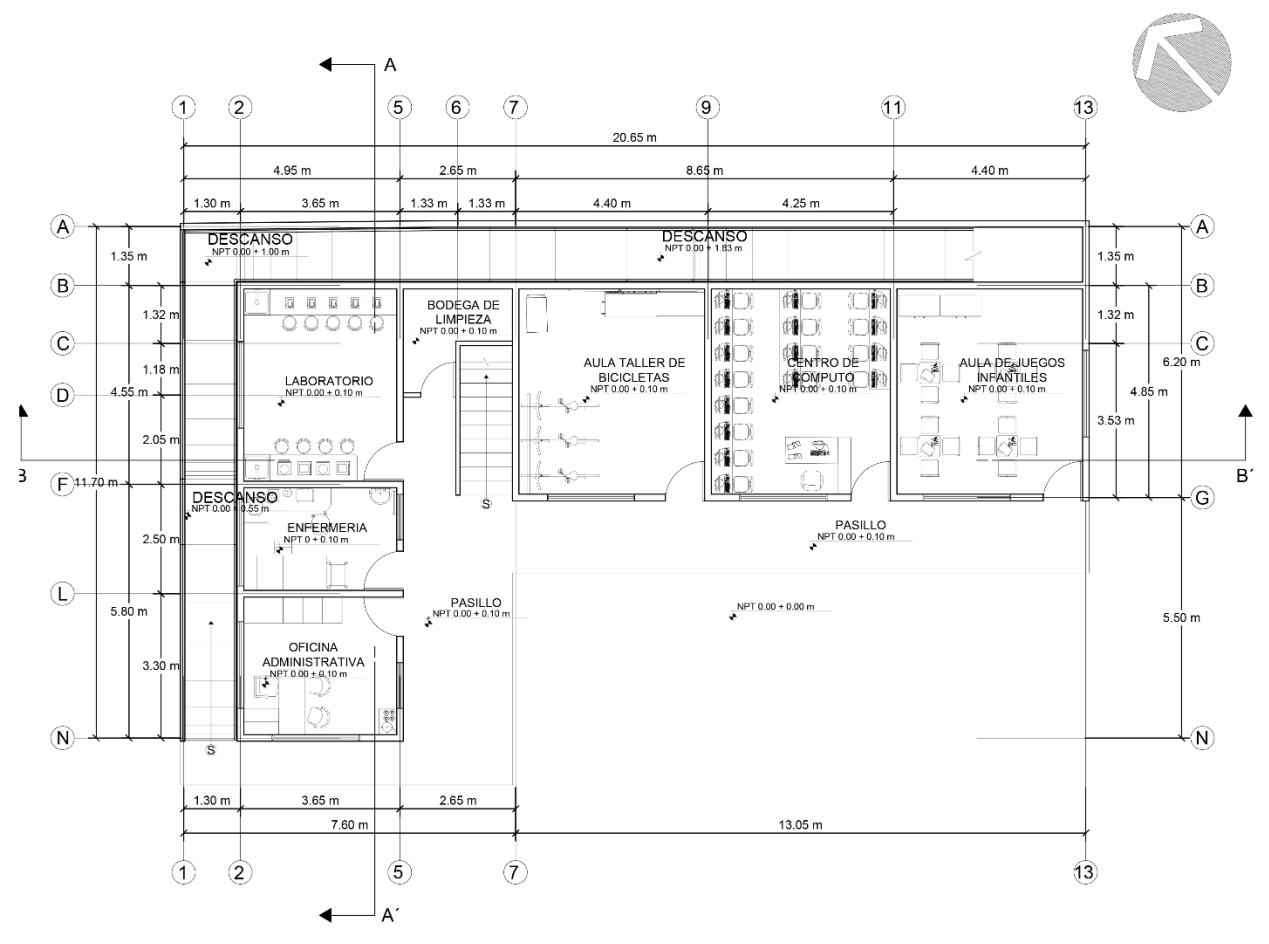 A
1 2 5 6 7 9 11 13
20.65 m
4.95 m 2.65 m 8.65 m 4.40 m
1.30 m 3.65 m 1.33 m 1.33 m 4.40 m 4.25 m
A A
DESCANSO
NPT 0.00 + 1.00 m
DESCANSO
NPT 0.00 + 1.83 m
1.35 m 1.35 m
B B
BODEGA DE
LIMPIEZA
NPT 0.00 + 0.10 m
1.32 m 1.32 m
C C
6.20 m
1.18 m
LABORATORIO
NPT 0.00 + 0.10 m
AULA TALLER DE
BICICLETAS
NPT 0.00 + 0.10 m
CENTRO DE
COMPUTO
NPT 0.00 + 0.10 m
AULA DE JUEGOS
INFANTILES
NPT 0.00 + 0.10 m
4.55 m 4.85 m
D
3.53 m
2.05 m
B B´
11.70 m
F G
S
DESCANSO
NPT 0.00 + 0.55 m
ENFERMERIA
NPT 0 + 0.10 m
PASILLO
NPT 0.00 + 0.10 m
2.50 m
L
5.80 m
PASILLO
NPT 0.00 + 0.10 m
NPT 0.00 + 0.00 m
5.50 m
OFICINA
ADMINISTRATIVA
NPT 0.00 + 0.10 m
3.30 m
N N
S
1.30 m 3.65 m 2.65 m
7.60 m 13.05 m
1 2 5 7 13
A´